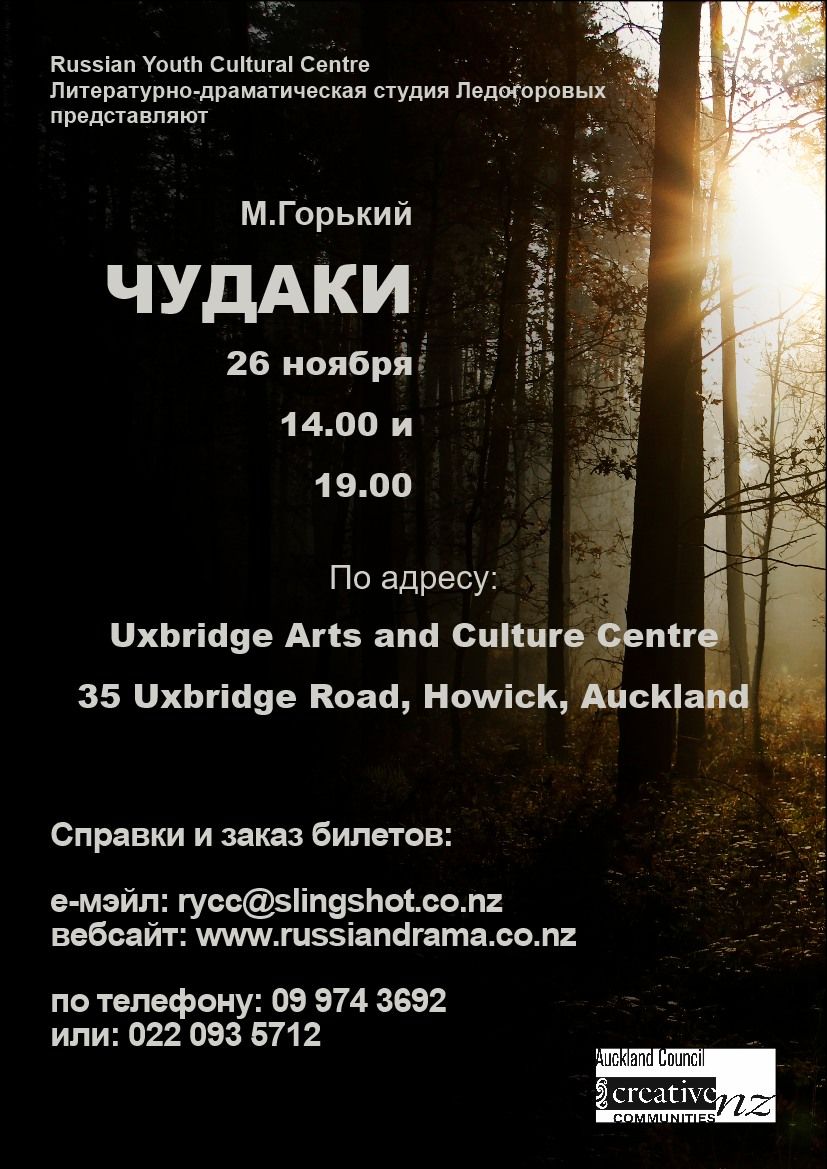 Russian Youth Cultural Centre
Литературно-драматическая студия Ледогоровых
представляют
М.Горький
ЧУДАКИ
26 ноября
14.00 и
19.00
По адресу:
Uxbridge Arts and Culture Centre
35 Uxbridge Road, Howick, Auckland
Справки и заказ билетов:
е-мэйл: rycc@slingshot.co.nz
вебсайт: www.russiandrama.co.nz
по телефону: 09 974 3692
или: 022 093 5712
Auckland Council
creative nz
COMMUNITIES